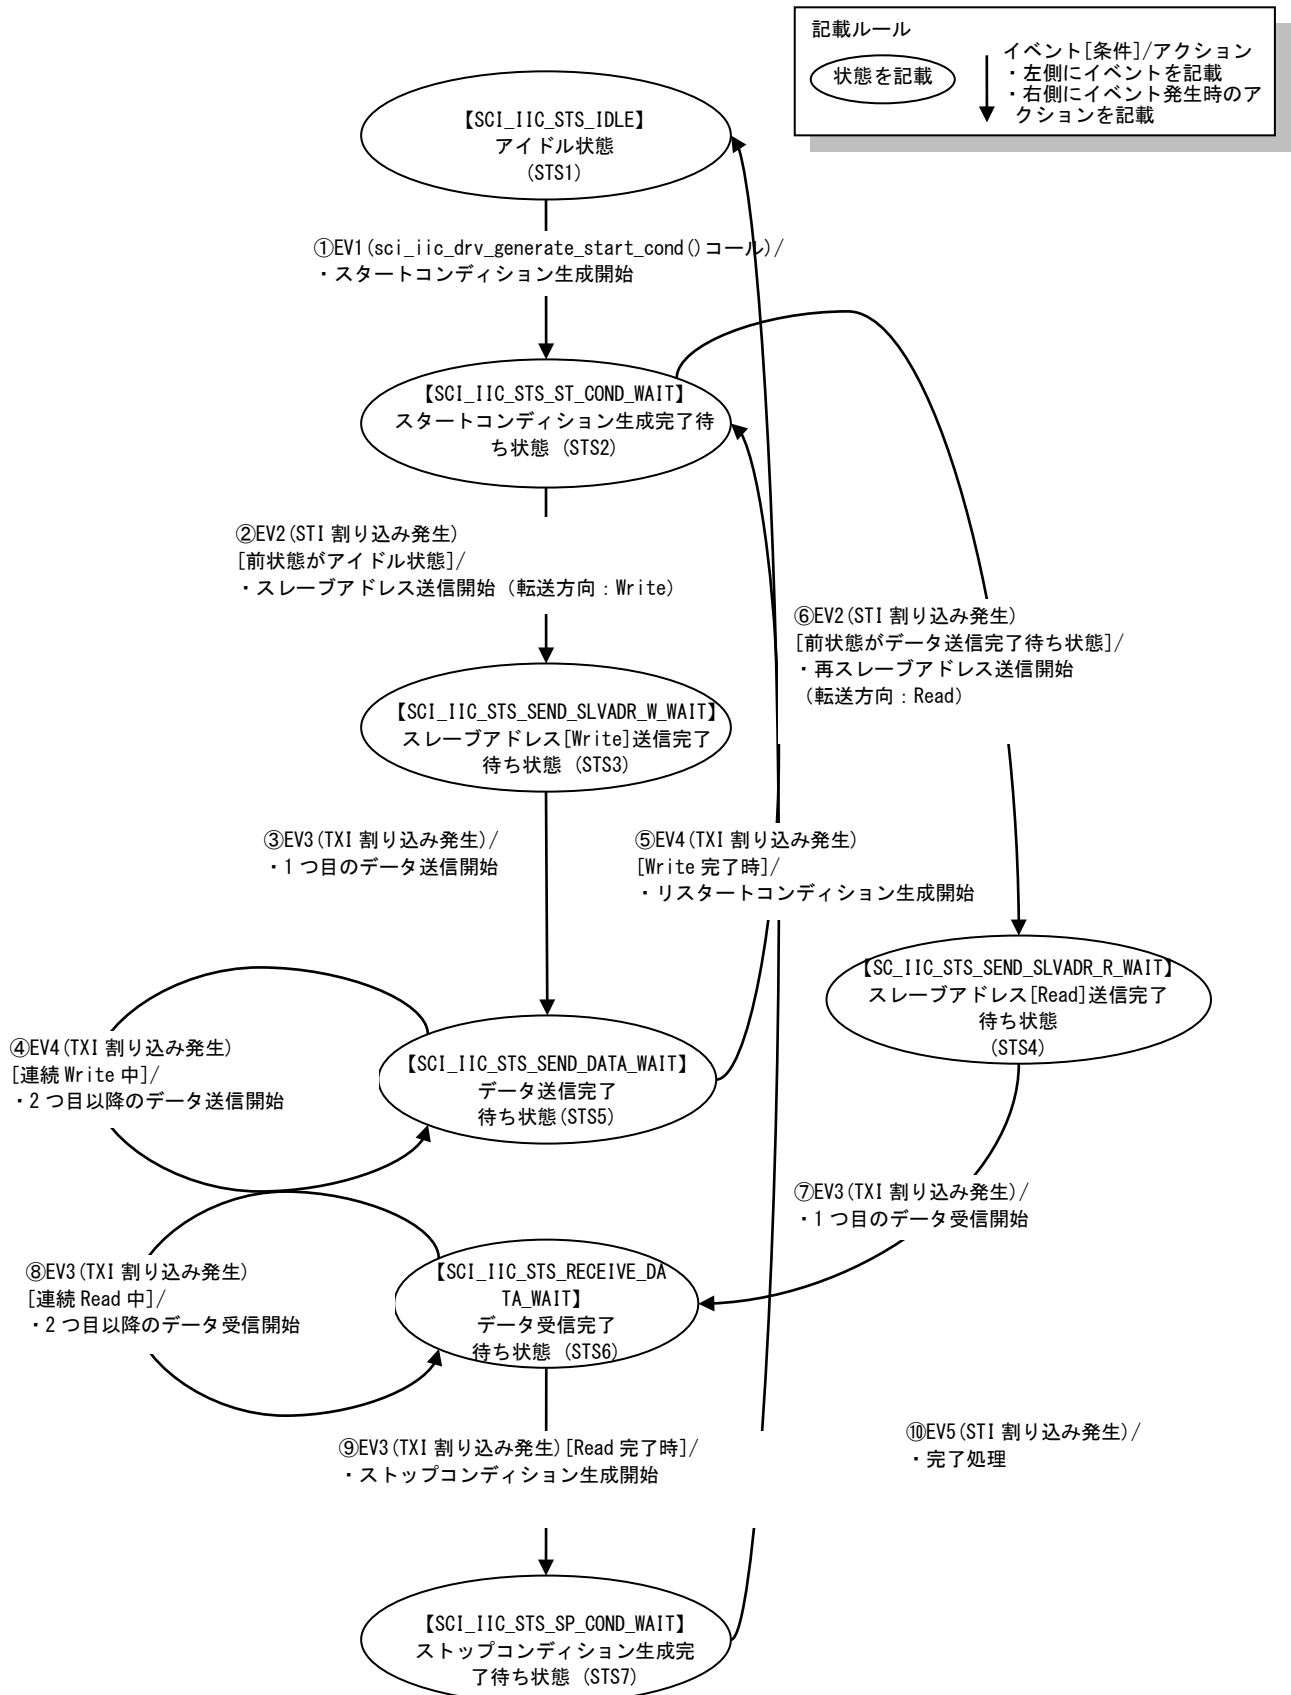 記載ルール
状態を記載
イベント[条件]/アクション
・左側にイベントを記載
・右側にイベント発生時のア
クションを記載
【SCI_IIC_STS_IDLE】
アイドル状態
(STS1)
①EV1(sci_iic_drv_generate_start_cond()コール)/
・スタートコンディション生成開始
【SCI_IIC_STS_ST_COND_WAIT】
スタートコンディション生成完了待
ち状態 (STS2)
②EV2(STI 割り込み発生)
[前状態がアイドル状態]/
・スレーブアドレス送信開始 (転送方向：Write)
⑥EV2(STI 割り込み発生)
[前状態がデータ送信完了待ち状態]/
・再スレーブアドレス送信開始
(転送方向：Read)
【SCI_IIC_STS_SEND_SLVADR_W_WAIT】
スレーブアドレス[Write]送信完了
待ち状態 (STS3)
③EV3(TXI 割り込み発生)/
・1 つ目のデータ送信開始
⑤EV4(TXI 割り込み発生)
[Write 完了時]/
・リスタートコンディション生成開始
【SC_IIC_STS_SEND_SLVADR_R_WAIT】
スレーブアドレス[Read]送信完了
待ち状態
(STS4)
④EV4(TXI 割り込み発生)
[連続 Write 中]/
・2 つ目以降のデータ送信開始
【SCI_IIC_STS_SEND_DATA_WAIT】
データ送信完了
待ち状態(STS5)
⑦EV3(TXI 割り込み発生)/
・1 つ目のデータ受信開始
⑧EV3(TXI 割り込み発生)
[連続 Read 中]/
・2 つ目以降のデータ受信開始
【SCI_IIC_STS_RECEIVE_DA
TA_WAIT】
データ受信完了
待ち状態 (STS6)
⑨EV3(TXI 割り込み発生)[Read 完了時]/
・ストップコンディション生成開始
⑩EV5(STI 割り込み発生)/
・完了処理
【SCI_IIC_STS_SP_COND_WAIT】
ストップコンディション生成完
了待ち状態 (STS7)